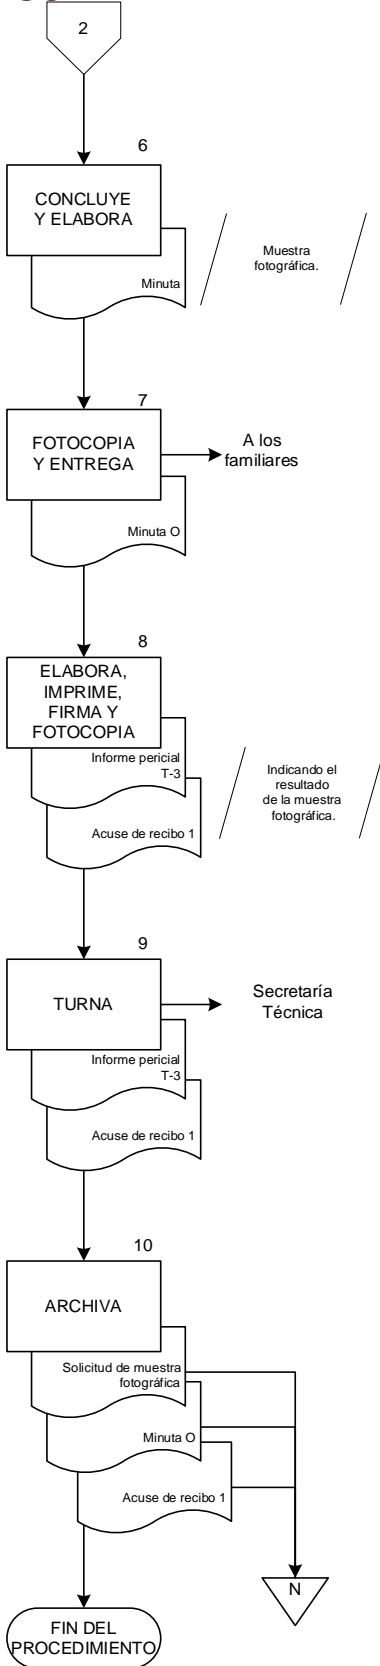 2
6
CONCLUYE
Y ELABORA
Minuta
Muestra
fotográfica.
7
FOTOCOPIA
Y ENTREGA
A los
familiares
Minuta O
8
ELABORA,
IMPRIME,
FIRMA Y
FOTOCOPIA
Informe pericial
T-3
Acuse de recibo 1
Indicando el
resultado
de la muestra
fotográfica.
9
TURNA
Secretaría
Técnica
Informe pericial
T-3
Acuse de recibo 1
10
ARCHIVA
Solicitud de muestra
fotográfica
Minuta O
Acuse de recibo 1
N
FIN DEL
PROCEDIMIENTO